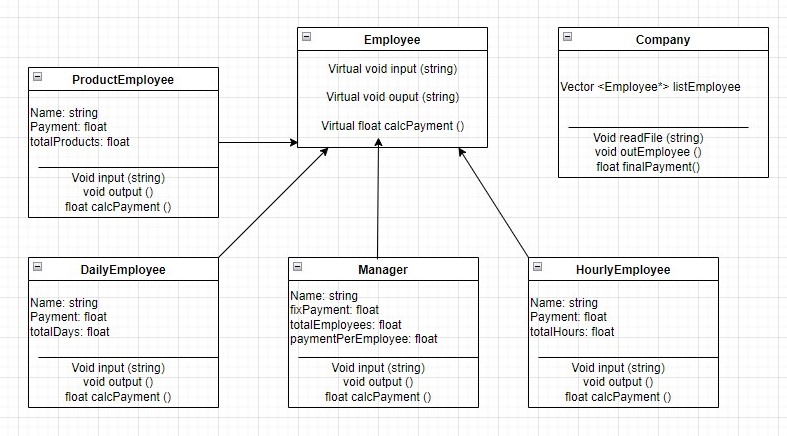 Employee
Virtual void input (string)
Virtual void ouput (string)
Virtual float calcPayment ()
Company
Vector <Employee*> listEmployee
Void readFile (string)
void outEmployee ()
float finalPayment()
ProductEmployee
Name: string
Payment: float
totalProducts: float
Void input (string)
void output ()
float calcPayment ()
DailyEmployee
Name: string
Payment: float
totalDays: float
Void input (string)
void output ()
float calcPayment ()
Manager
Name: string
fixPayment: float
totalEmployees: float
paymentPerEmployee: float
Void input (string)
void output ()
float calcPayment ()
HourlyEmployee
Name: string
Payment: float
totalHours: float
Void input (string)
void output ()
float calcPayment ()